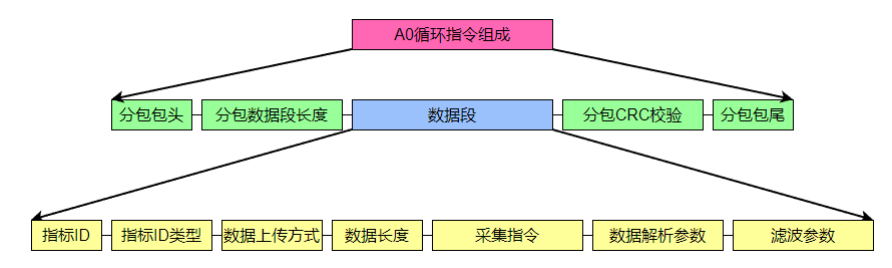 A0循环指令组成
分包包头 分包数据段长度 数据段 分包CRC校验 分包包尾
指标ID 指标ID类型 数据上传方式 数据长度 采集指令 数据解析参数 滤波参数